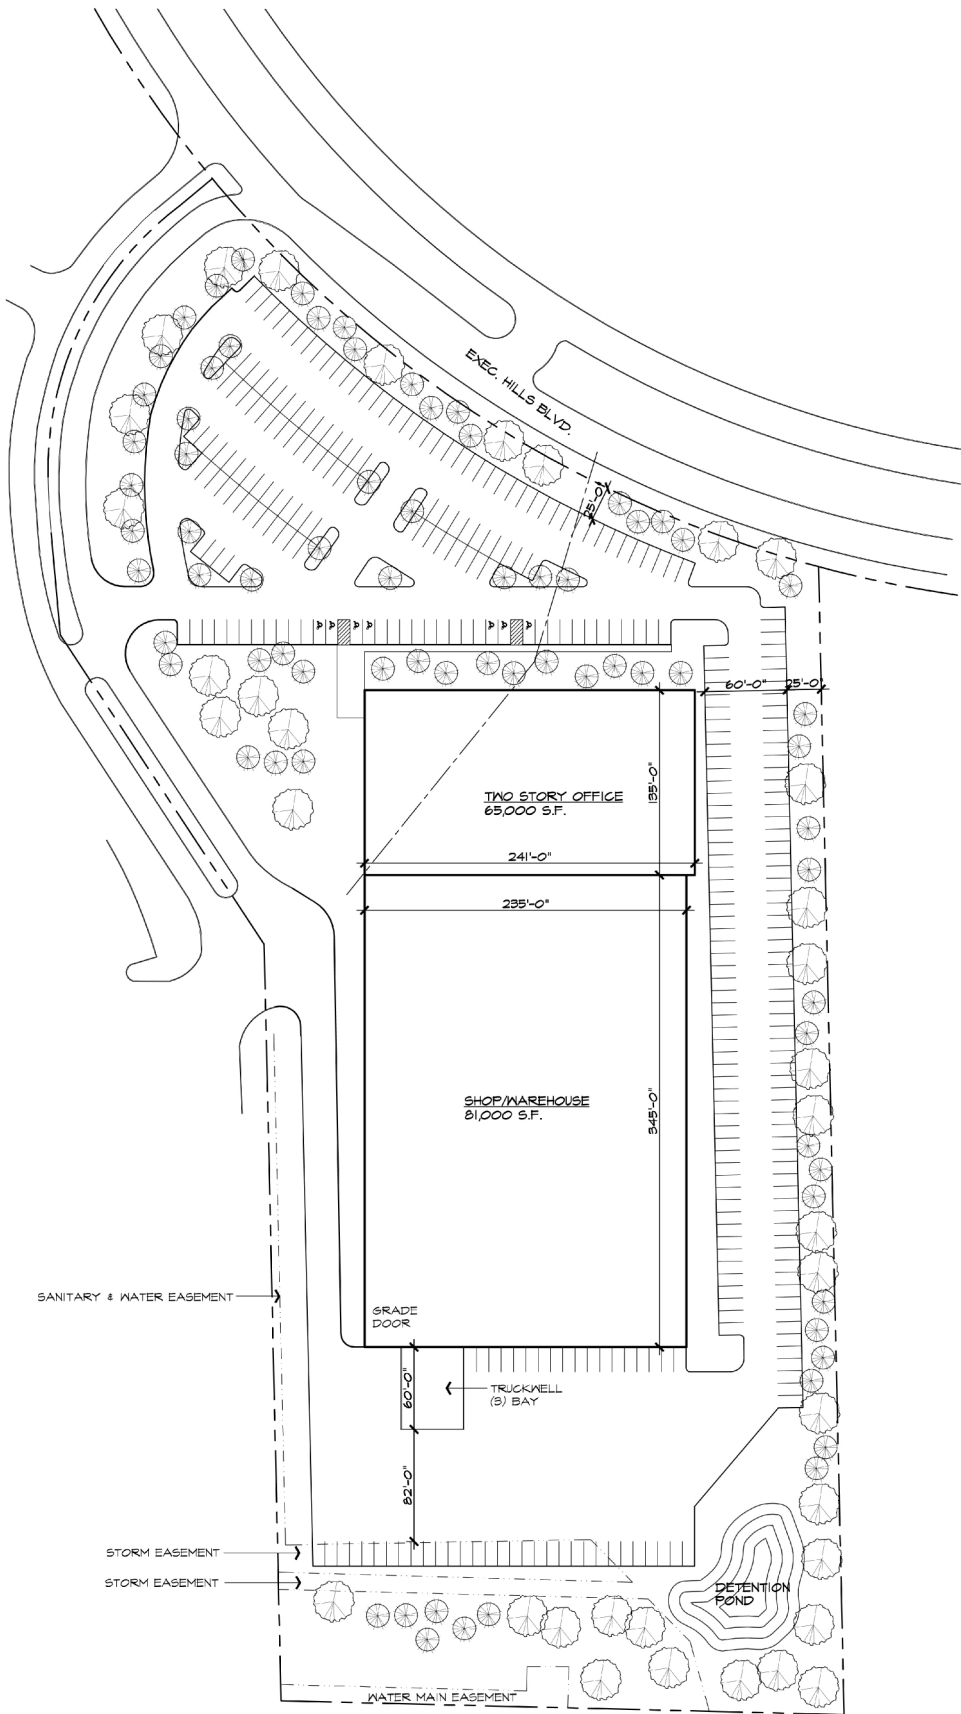 EXEC. HILLS BLVD.
25'-0"
60'-0"
25'-0"
TWO STORY OFFICE
65,000 S.F.
135'-0"
241'-0"
235'-0"
SHOP/WAREHOUSE
81,000 S.F.
345'-0"
SANITARY & WATER EASEMENT
GRADE
DOOR
60'-0"
TRUCKWELL
(3) BAY
82'-0"
STORM EASEMENT
STORM EASEMENT
DETENTION
POND
WATER MAIN EASEMENT